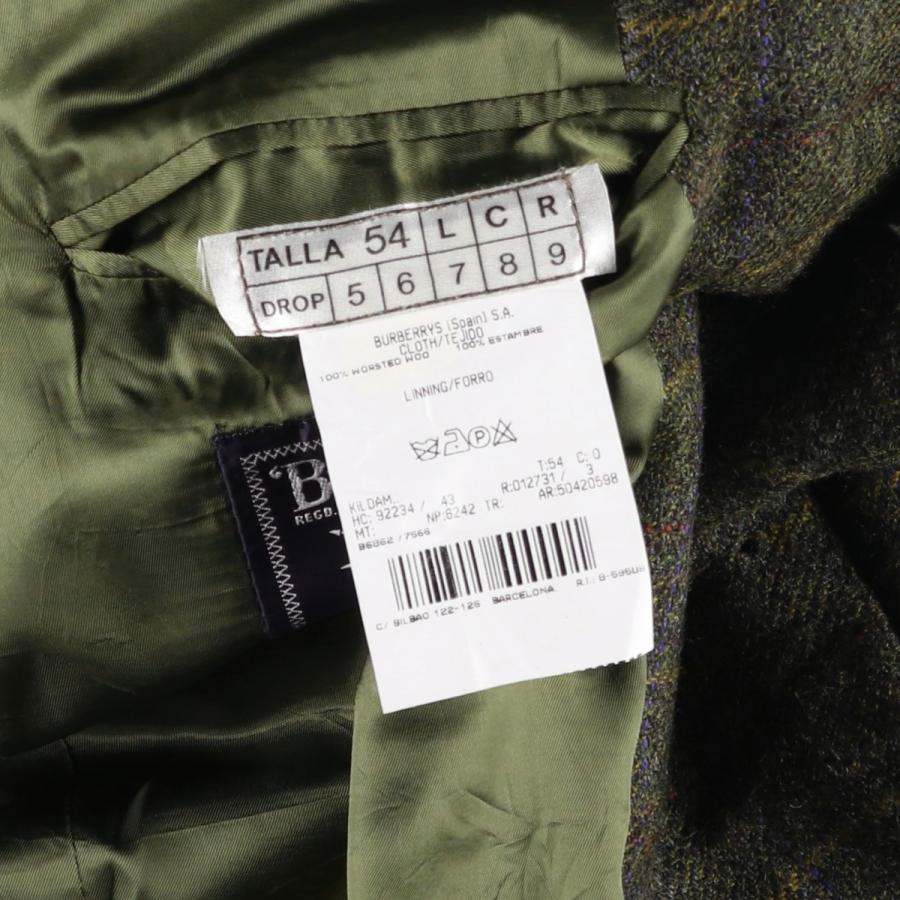 TALLA 54 L C R
DROP 5 6 7 8 9
BURBERRYS (Spain) S.A.
CLOTH/TEJIDO
100% WORSTED WOO 100% ESTAMBRE
LINNING/FORRO
P
T:54 C: 0
KILDAM.. 43 R:012731 / 3
HC: 92234 / NP:6242 TR: AR:50420598
MT:
B6862 /7566
C/ BILBAO 122-126 BARCELONA. R.I.:
'B
REGD.